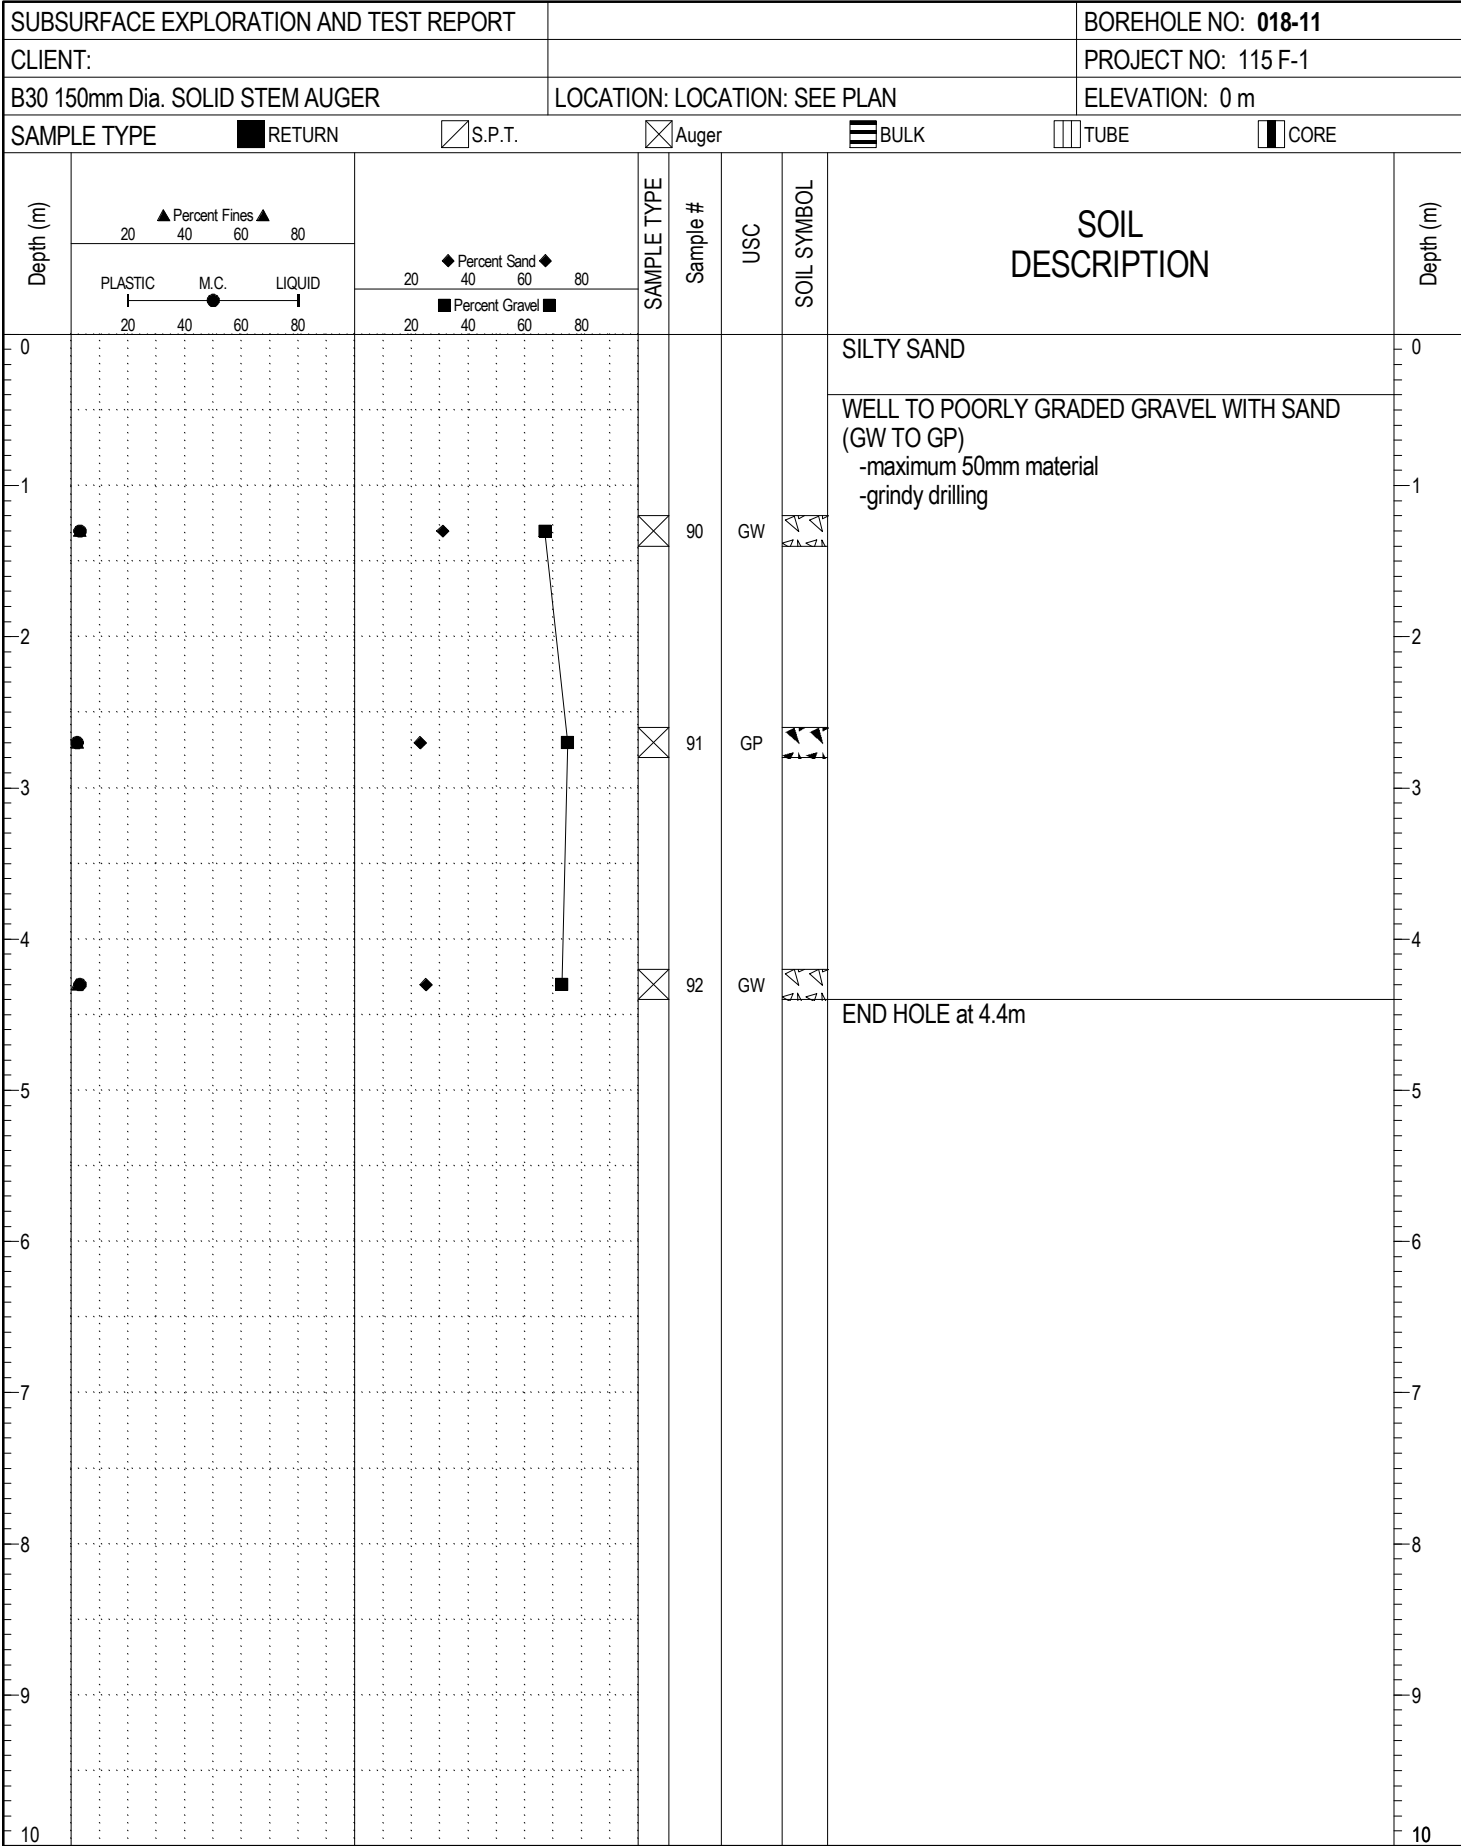 SUBSURFACE EXPLORATION AND TEST REPORT
BOREHOLE NO: 018-11
CLIENT:
PROJECT NO: 115 F-1
B30 150mm Dia. SOLID STEM AUGER
LOCATION: LOCATION: SEE PLAN
ELEVATION: 0 m
SAMPLE TYPE
RETURN
S.P.T.
Auger
BULK
TUBE
CORE
Depth (m)
Percent Fines
20 40 60 80
PLASTIC M.C. LIQUID
20 40 60 80
Percent Sand
20 40 60 80
Percent Gravel
20 40 60 80
SAMPLE TYPE
Sample #
USC
SOIL SYMBOL
SOIL
DESCRIPTION
Depth (m)
0 SILTY SAND 0
WELL TO POORLY GRADED GRAVEL WITH SAND
(GW TO GP)
-maximum 50mm material
1 -grindy drilling 1
90 GW
2 2
91 GP
3 3
4 4
92 GW
END HOLE at 4.4m
5 5
6 6
7 7
8 8
9 9
10 10